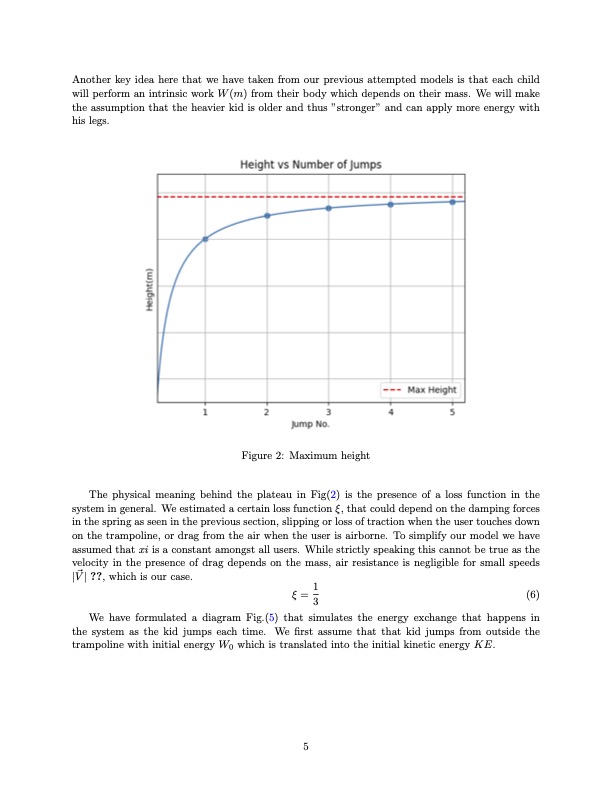 Another key idea here that we have taken from our previous attempted models is that each child
will perform an intrinsic work W(m) from their body which depends on their mass. We will make
the assumption that the heavier kid is older and thus ”stronger” and can apply more energy with
his legs.
Height vs Number of Jumps
Height(m)
Max Height
1 2 3 4 5
Jump No.
Figure 2: Maximum height
The physical meaning behind the plateau in Fig(2) is the presence of a loss function in the
system in general. We estimated a certain loss function ξ, that could depend on the damping forces
in the spring as seen in the previous section, slipping or loss of traction when the user touches down
on the trampoline, or drag from the air when the user is airborne. To simplify our model we have
assumed that xi is a constant amongst all users. While strictly speaking this cannot be true as the
velocity in the presence of drag depends on the mass, air resistance is negligible for small speeds
|V⃗| ??, which is our case.
ξ = 1/3 (6)
We have formulated a diagram Fig.(5) that simulates the energy exchange that happens in
the system as the kid jumps each time. We first assume that that kid jumps from outside the
trampoline with initial energy W₀ which is translated into the initial kinetic energy KE.
5